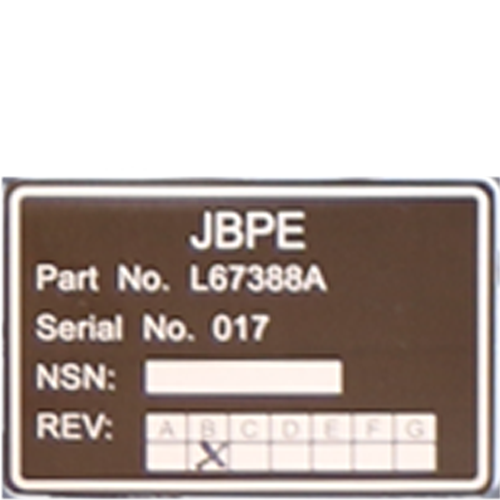 JBPE
Part No. L67388A
Serial No. 017
NSN:
REV: A B C D E F G
X